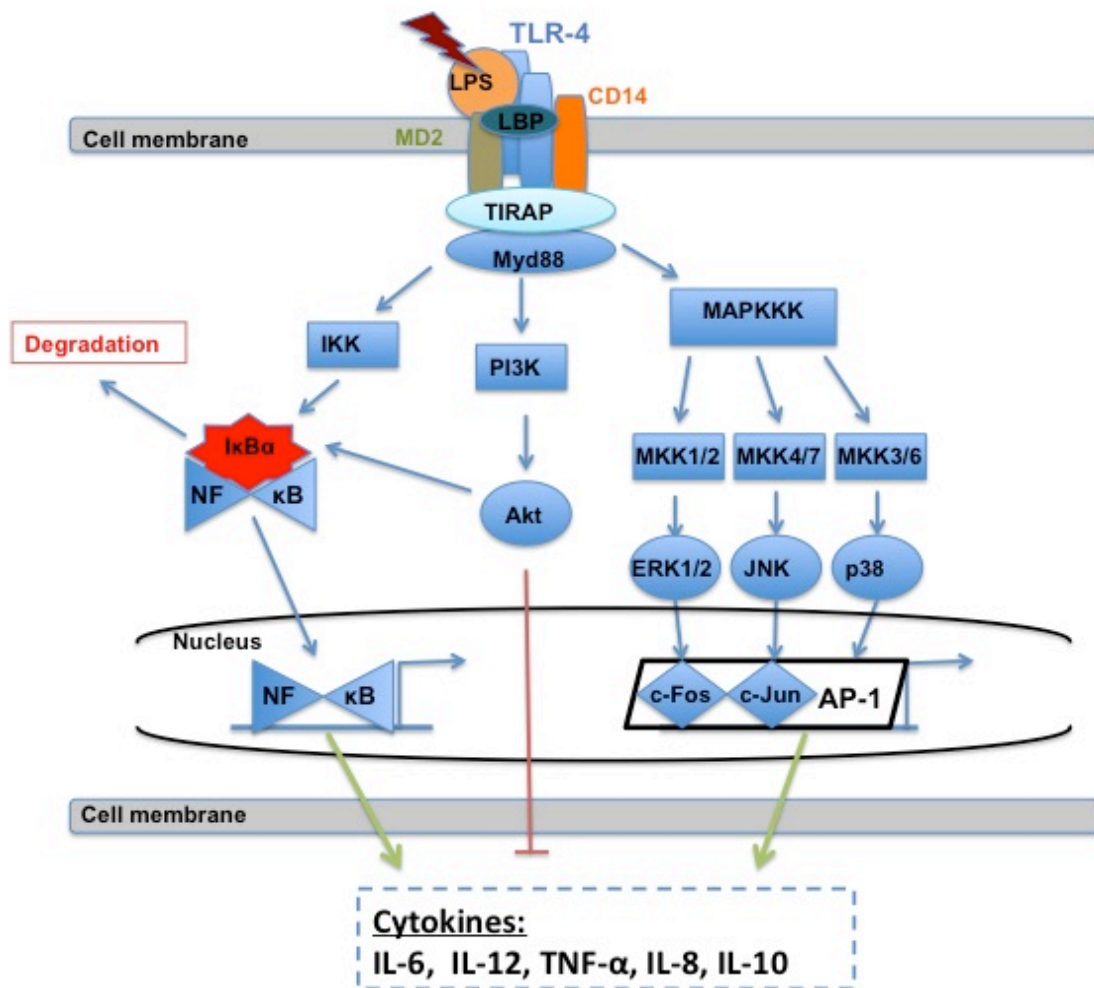 TLR-4
LPS
CD14
LBP
Cell membrane
MD2
TIRAP
Myd88
MAPKKK
Degradation
IKK
PI3K
IκBα
MKK1/2
MKK4/7
MKK3/6
NF
κB
Akt
ERK1/2
JNK
p38
Nucleus
NF
κB
c-Fos
c-Jun
AP-1
Cell membrane
Cytokines:
IL-6, IL-12, TNF-α, IL-8, IL-10